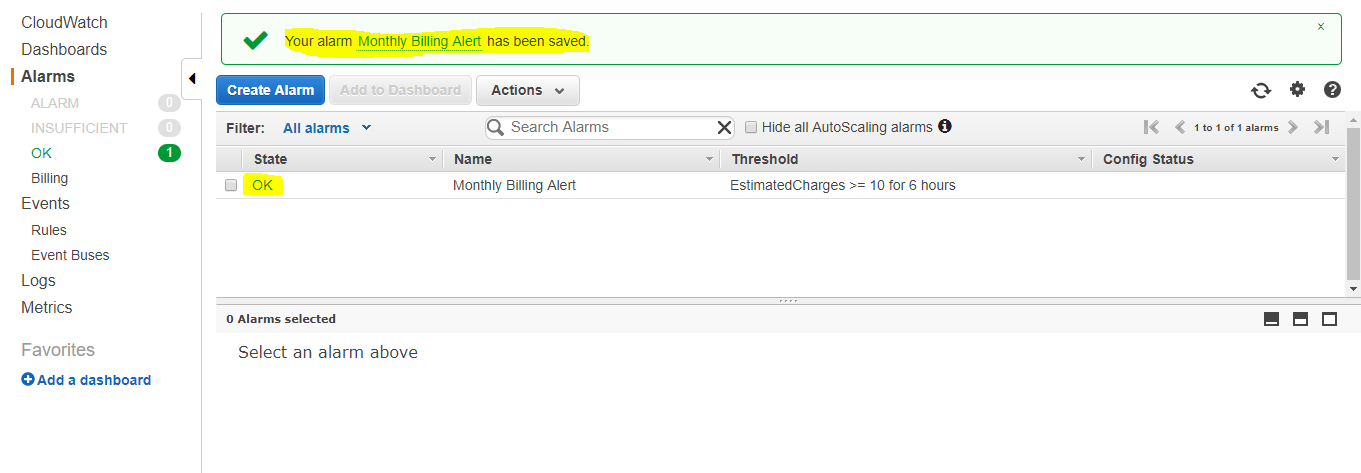 CloudWatch
Dashboards
Alarms
ALARM 0
INSUFFICIENT 0
OK 1
Billing
Events
Rules
Event Buses
Logs
Metrics
Favorites
Add a dashboard
Your alarm Monthly Billing Alert has been saved.
Create Alarm Add to Dashboard Actions
Filter: All alarms Search Alarms Hide all AutoScaling alarms 1 to 1 of 1 alarms
State Name Threshold Config Status
OK Monthly Billing Alert EstimatedCharges >= 10 for 6 hours
0 Alarms selected
Select an alarm above